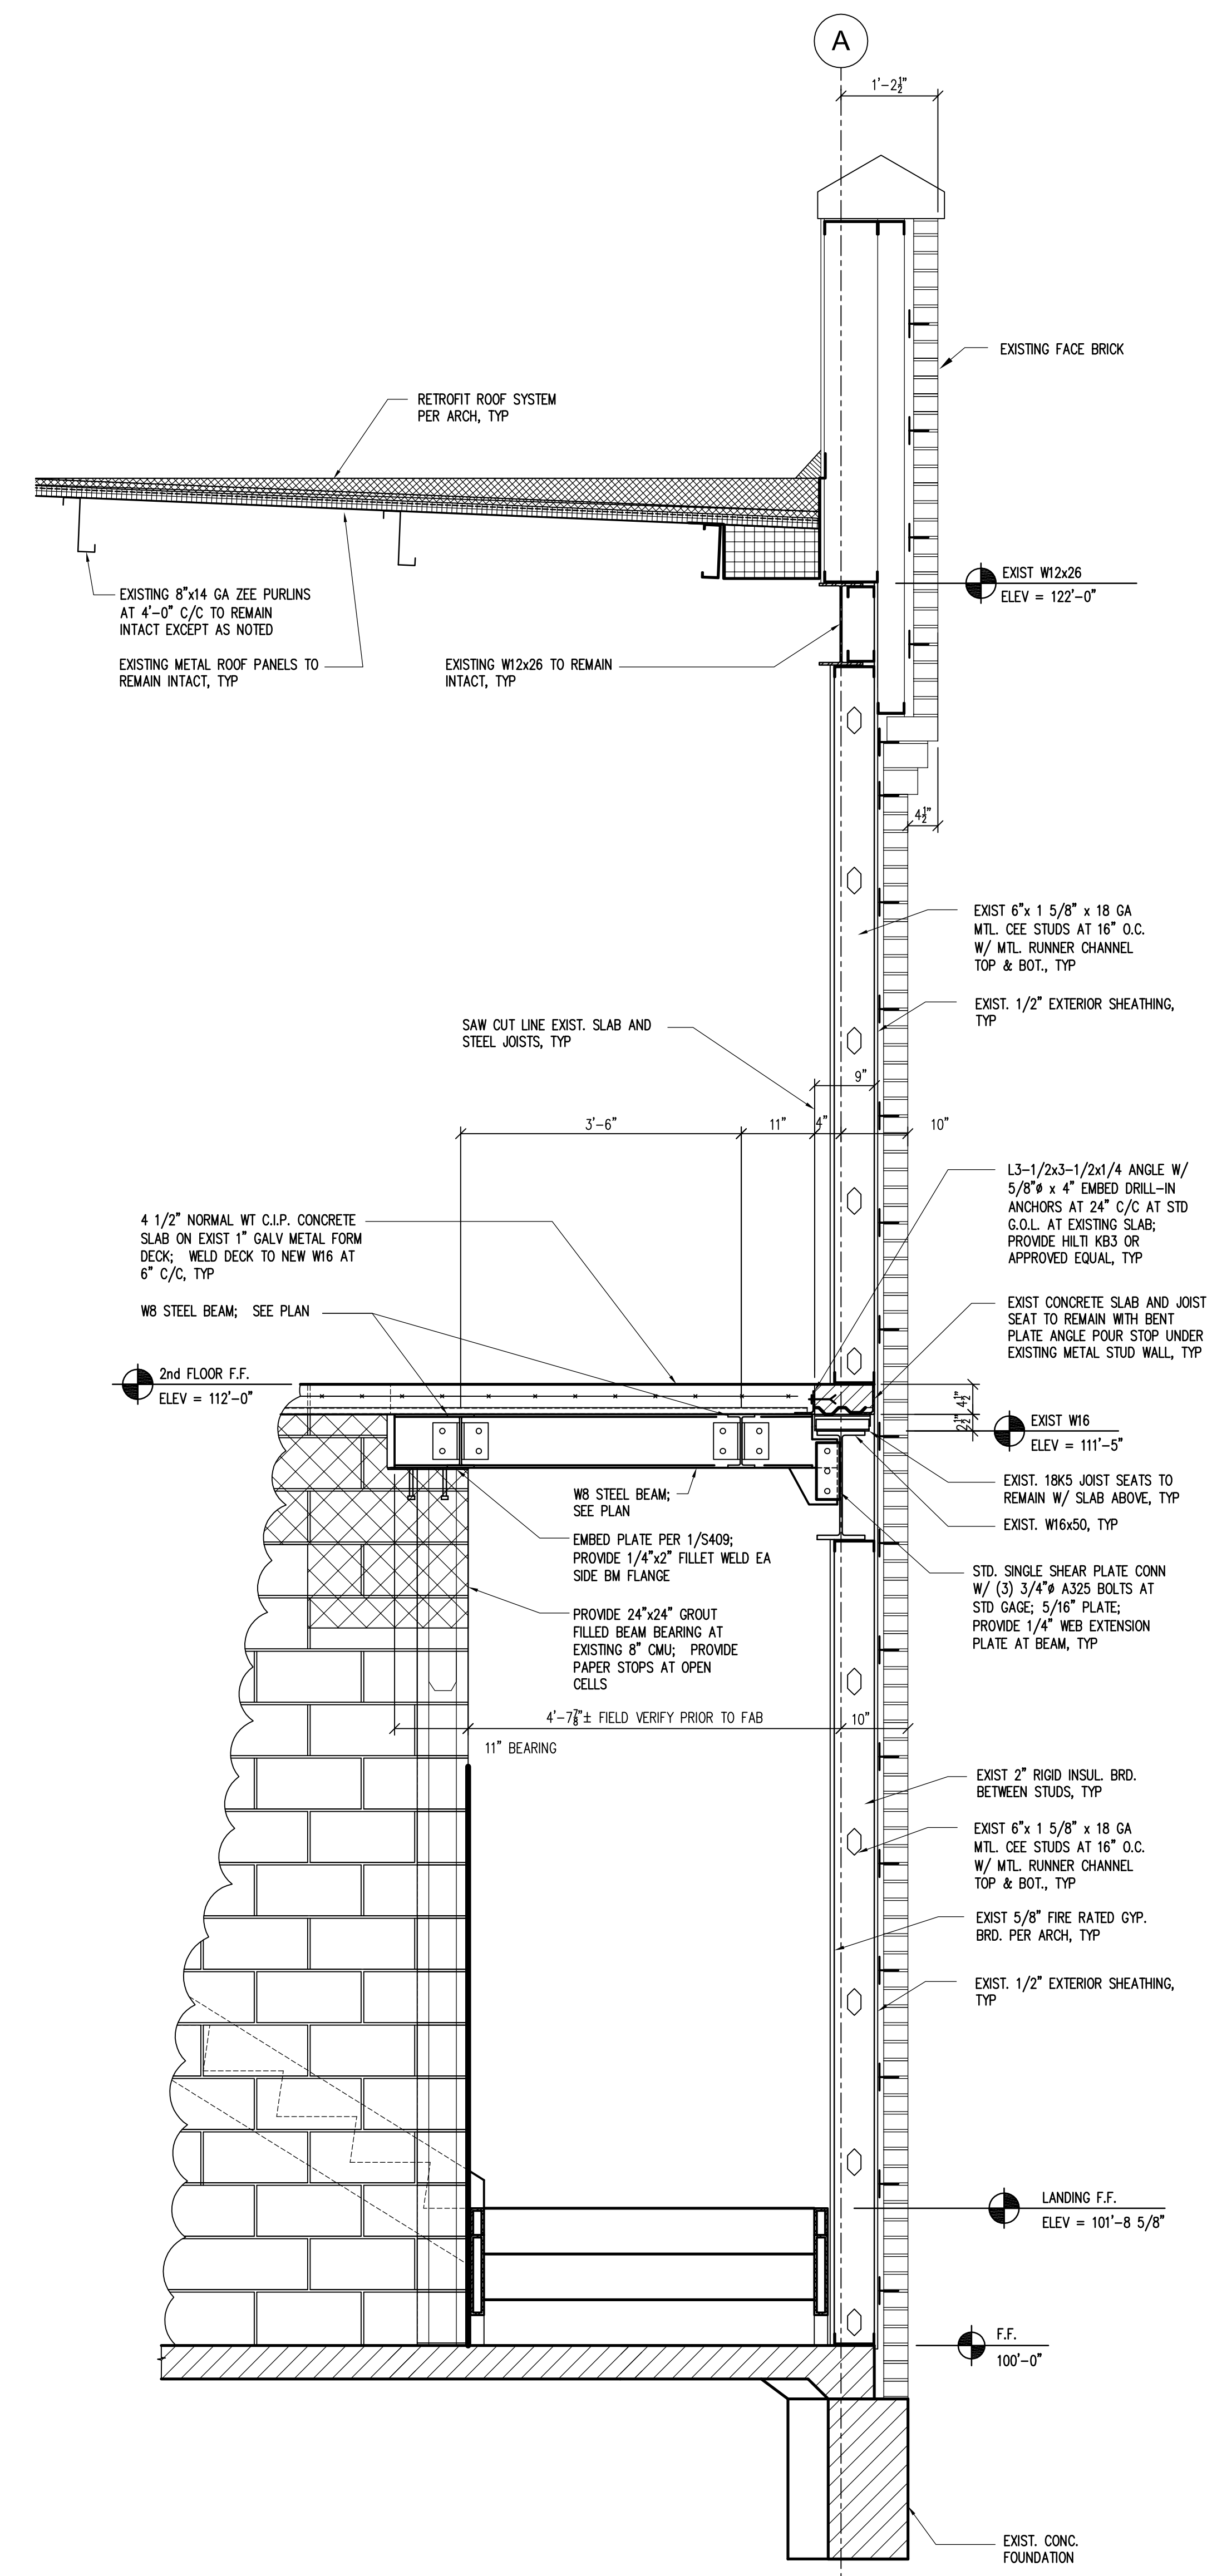 A
1'-2½"
EXISTING FACE BRICK
RETROFIT ROOF SYSTEM
PER ARCH, TYP
EXIST W12x26
ELEV = 122'-0"
EXISTING 8"x14 GA ZEE PURLINS
AT 4'-0" C/C TO REMAIN
INTACT EXCEPT AS NOTED
EXISTING METAL ROOF PANELS TO
REMAIN INTACT, TYP
EXISTING W12x26 TO REMAIN
INTACT, TYP
4½"
EXIST 6"x 1 5/8" x 18 GA
MTL. CEE STUDS AT 16" O.C.
W/ MTL. RUNNER CHANNEL
TOP & BOT., TYP
EXIST. 1/2" EXTERIOR SHEATHING,
TYP
SAW CUT LINE EXIST. SLAB AND
STEEL JOISTS, TYP
9"
3'-6"
11"
4"
10"
L3-1/2x3-1/2x1/4 ANGLE W/
5/8"ø x 4" EMBED DRILL-IN
ANCHORS AT 24" C/C AT STD
G.O.L. AT EXISTING SLAB;
PROVIDE HILTI KB3 OR
APPROVED EQUAL, TYP
4 1/2" NORMAL WT C.I.P. CONCRETE
SLAB ON EXIST 1" GALV METAL FORM
DECK; WELD DECK TO NEW W16 AT
6" C/C, TYP
W8 STEEL BEAM; SEE PLAN
EXIST CONCRETE SLAB AND JOIST
SEAT TO REMAIN WITH BENT
PLATE ANGLE POUR STOP UNDER
EXISTING METAL STUD WALL, TYP
2nd FLOOR F.F.
ELEV = 112'-0"
4½"
2½"
EXIST W16
ELEV = 111'-5"
EXIST. 18K5 JOIST SEATS TO
REMAIN W/ SLAB ABOVE, TYP
EXIST. W16x50, TYP
W8 STEEL BEAM;
SEE PLAN
EMBED PLATE PER 1/S409;
PROVIDE 1/4"x2" FILLET WELD EA
SIDE BM FLANGE
STD. SINGLE SHEAR PLATE CONN
W/ (3) 3/4"ø A325 BOLTS AT
STD GAGE; 5/16" PLATE;
PROVIDE 1/4" WEB EXTENSION
PLATE AT BEAM, TYP
PROVIDE 24"x24" GROUT
FILLED BEAM BEARING AT
EXISTING 8" CMU; PROVIDE
PAPER STOPS AT OPEN
CELLS
4'-7⅞"± FIELD VERIFY PRIOR TO FAB
10"
11" BEARING
EXIST 2" RIGID INSUL. BRD.
BETWEEN STUDS, TYP
EXIST 6"x 1 5/8" x 18 GA
MTL. CEE STUDS AT 16" O.C.
W/ MTL. RUNNER CHANNEL
TOP & BOT., TYP
EXIST 5/8" FIRE RATED GYP.
BRD. PER ARCH, TYP
EXIST. 1/2" EXTERIOR SHEATHING,
TYP
LANDING F.F.
ELEV = 101'-8 5/8"
F.F.
100'-0"
EXIST. CONC.
FOUNDATION